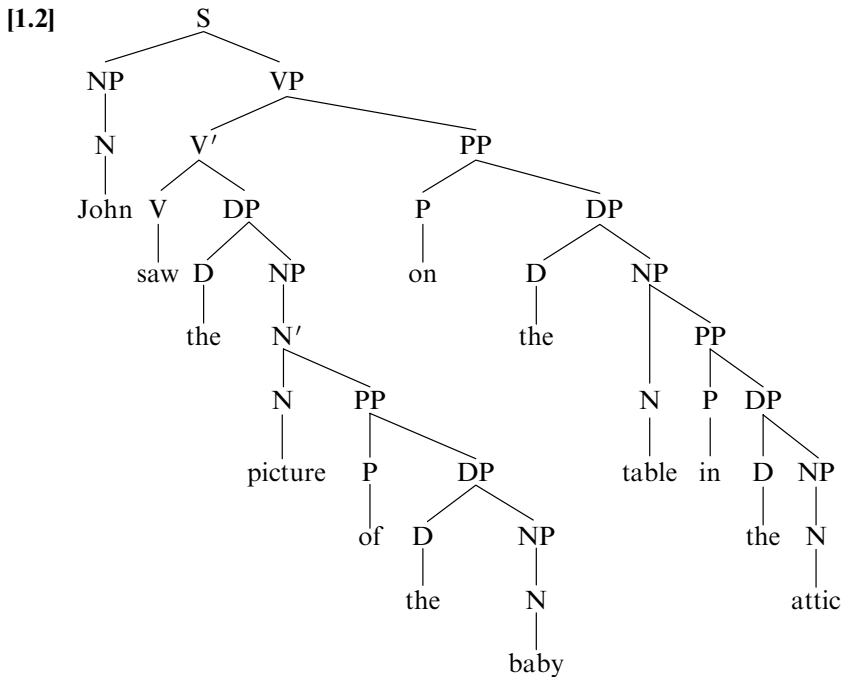 [1.2] S
NP VP
N V′ PP
John V DP P DP
saw D NP on D NP
the N′ the PP
N PP N P DP
picture P DP table in D NP
of D NP the N
the N attic
baby